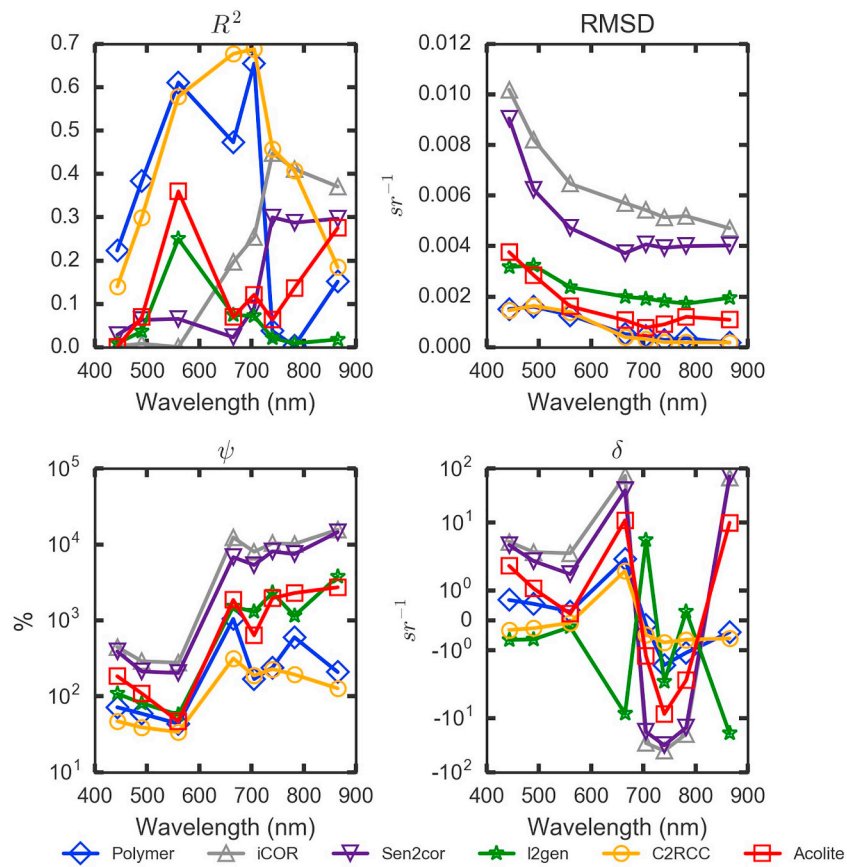 R²
0.7
0.6
0.5
0.4
0.3
0.2
0.1
0.0
400 500 600 700 800 900
Wavelength (nm)
RMSD
sr⁻¹
0.012
0.010
0.008
0.006
0.004
0.002
0.000
400 500 600 700 800 900
Wavelength (nm)
ψ
%
10⁵
10⁴
10³
10²
10¹
400 500 600 700 800 900
Wavelength (nm)
δ
sr⁻¹
10²
10¹
10⁰
0
-10⁰
-10¹
-10²
400 500 600 700 800 900
Wavelength (nm)
Polymer iCOR Sen2cor l2gen C2RCC Acolite